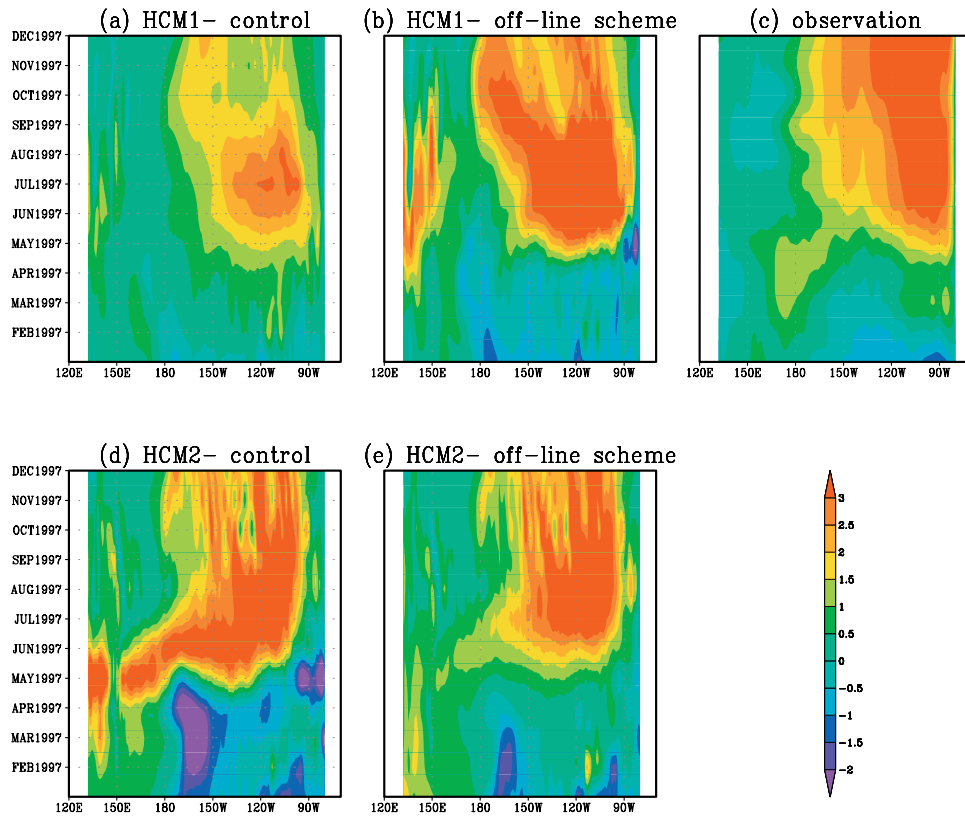 (a) HCM1- control
(b) HCM1- off-line scheme
(c) observation
DEC1997
NOV1997
OCT1997
SEP1997
AUG1997
JUL1997
JUN1997
MAY1997
APR1997
MAR1997
FEB1997
120E 150E 180 150W 120W 90W
120E 150E 180 150W 120W 90W
120E 150E 180 150W 120W 90W
(d) HCM2- control
(e) HCM2- off-line scheme
DEC1997
NOV1997
OCT1997
SEP1997
AUG1997
JUL1997
JUN1997
MAY1997
APR1997
MAR1997
FEB1997
120E 150E 180 150W 120W 90W
120E 150E 180 150W 120W 90W
3
2.5
2
1.5
1
0.5
0
-0.5
-1
-1.5
-2